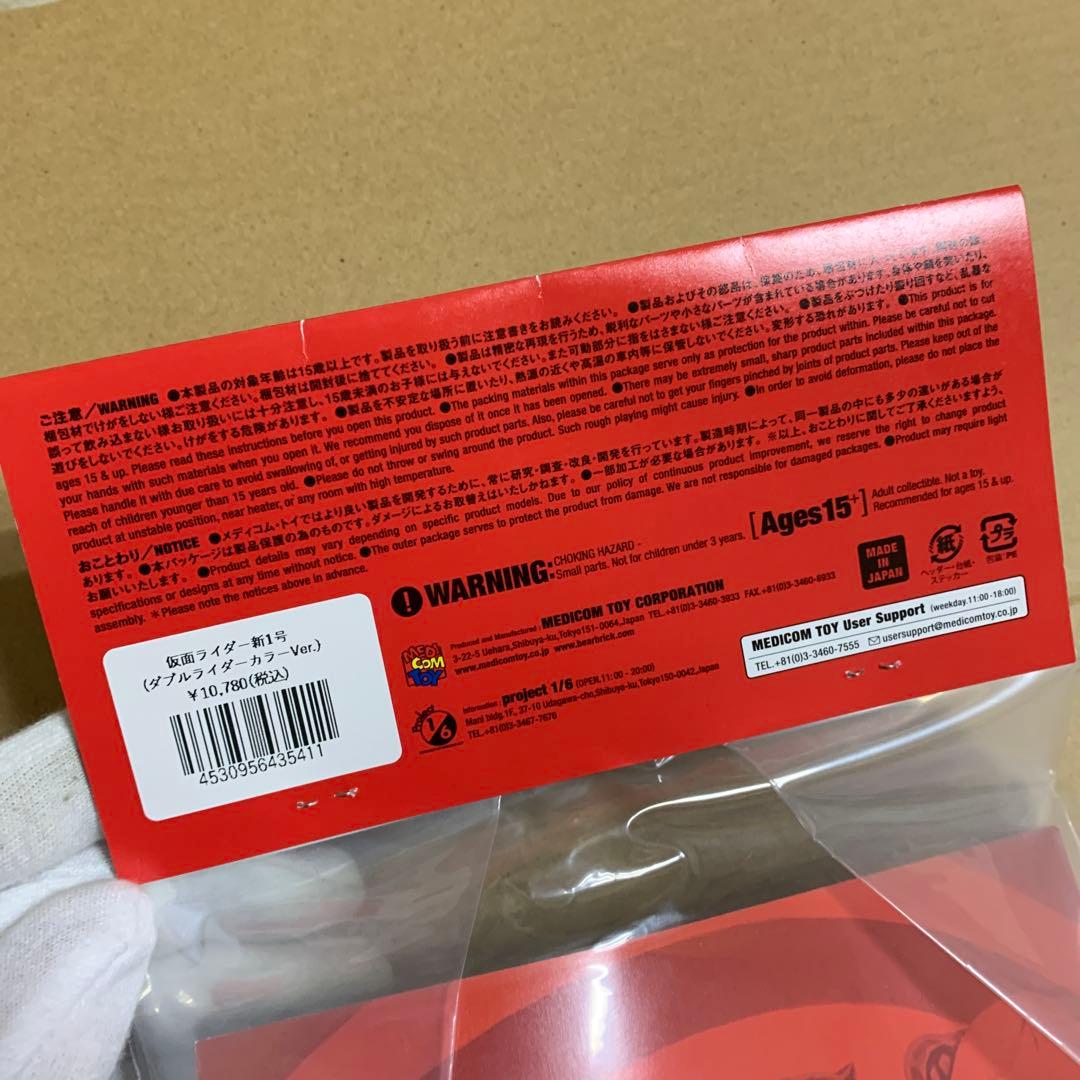 ご注意／WARNING ●本製品の対象年齢は15歳以上です。製品を取り扱う前に注意書きをお読みください。 ●製品およびその部品は、保護のため、梱包材に
梱包材でけがをしない様ご注意ください。梱包材は開封後に捨ててください。 ●製品は精密な再現を行うため、鋭利なパーツや小さなパーツが含まれている場合があります。身体や顔を突いたり、
誤って飲み込まない様お取り扱いには十分注意し、15歳未満のお子様には与えないでください。また可動部分に指をはさまない様ご注意ください。 ●製品をぶつけたり振り回すなど、乱暴な
遊びをしないでください。けがをする危険があります。 ●製品を不安定な場所に置いたり、熱源の近くや高温の車内等に保管しないでください。変形する恐れがあります。 ●This product is for
ages 15 & up. Please read these instructions before you open this product. ●The packing materials within this package serve only as protection for the product within. Please be careful not to cut
your hands with such materials when you open it. We recommend you dispose of it once it has been opened. ●There may be extremely small, sharp product parts included within this package.
Please handle it with due care to avoid swallowing of, or getting injured by such product parts. Also, please be careful not to get your fingers pinched by joints of product parts. Please keep out of the
reach of children younger than 15 years old. ●Please do not throw or swing around the product. Such rough playing might cause injury. ●In order to avoid deformation, please do not place the
product at unstable position, near heater, or any room with high temperature.
おことわり／NOTICE ●メディコム・トイではより良い製品を開発するために、常に研究・調査・改良・開発を行っています。製造時期によって、同一製品の中にも多少の違いがある場合が
あります。 ●本パッケージは製品保護の為のものです。ダメージによるお取替えはいたしかねます。 ●一部加工が必要な場合があります。 ※以上、おことわりに関してご了承くださいますよう、
お願いいたします。 ●Product details may vary depending on specific product models. Due to our policy of continuous product improvement, we reserve the right to change product
specifications or designs at any time without notice. ●The outer package serves to protect the product from damage. We are not responsible for damaged packages. ●Product may require light
assembly. ＊Please note the notices above in advance.
WARNING:
CHOKING HAZARD -
Small parts. Not for children under 3 years.
[Ages15+]
Adult collectible. Not a toy.
Recommended for ages 15 & up.
MADE IN
JAPAN
紙
ヘッダー・台紙・
ステッカー
プラ
包装:PE
MEDI
COM
TOY
Produced and Manufactured: MEDICOM TOY CORPORATION
3-22-5 Uehara,Shibuya-ku,Tokyo151-0064,Japan TEL.+81(0)3-3460-3933 FAX.+81(0)3-3460-6933
www.medicomtoy.co.jp www.bearbrick.com
project
1/6
Information: project 1/6 (OPEN.11:00 - 20:00)
Mani bldg.1F., 37-10 Udagawa-cho,Shibuya-ku,Tokyo150-0042,Japan
TEL.+81(0)3-3467-7676
MEDICOM TOY User Support (weekday.11:00 -18:00)
TEL.+81(0)3-3460-7555 usersupport@medicomtoy.co.jp
仮面ライダー新1号
(ダブルライダーカラーVer.)
￥10,780(税込)
4530956435411